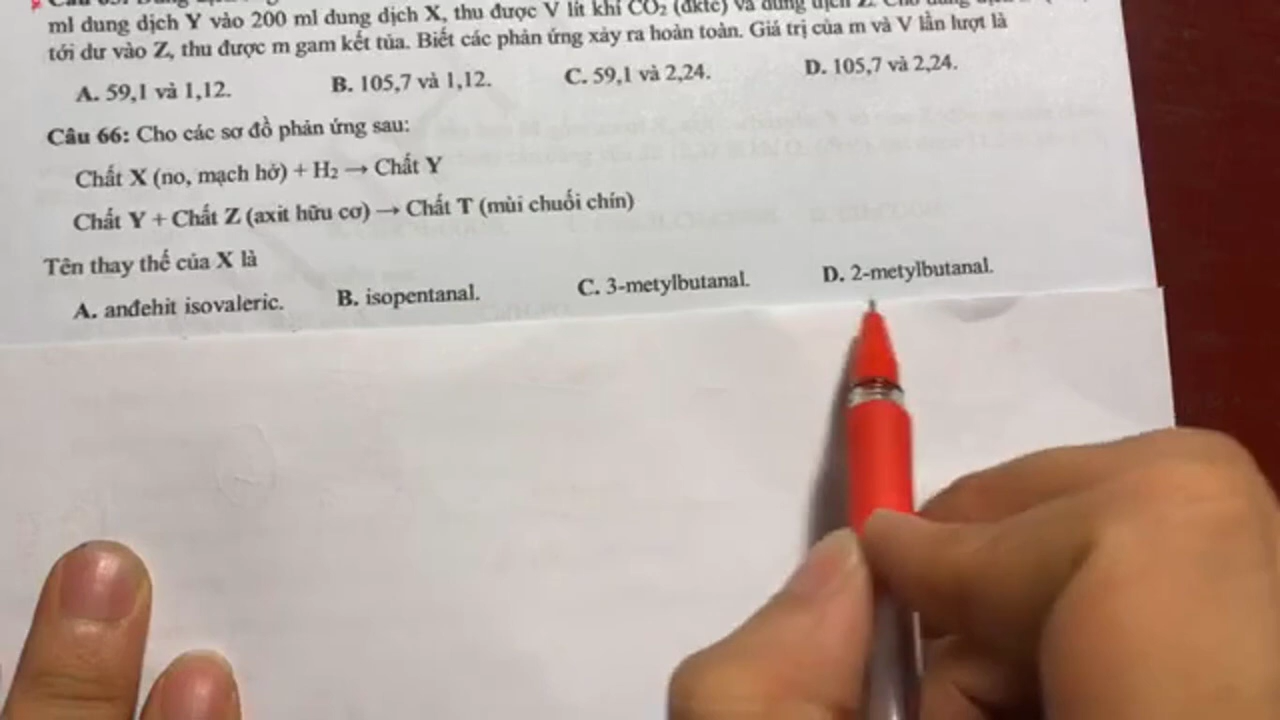 ml dung dịch Y vào 200 ml dung dịch X, thu được V lít khí CO₂ (đktc) và dung dịch Z. Cho dung
tới dư vào Z, thu được m gam kết tủa. Biết các phản ứng xảy ra hoàn toàn. Giá trị của m và V lần lượt là
A. 59,1 và 1,12. B. 105,7 và 1,12. C. 59,1 và 2,24. D. 105,7 và 2,24.
Câu 66: Cho các sơ đồ phản ứng sau:
Chất X (no, mạch hở) + H₂ → Chất Y
Chất Y + Chất Z (axit hữu cơ) → Chất T (mùi chuối chín)
Tên thay thế của X là
A. anđehit isovaleric. B. isopentanal. C. 3-metylbutanal. D. 2-metylbutanal.